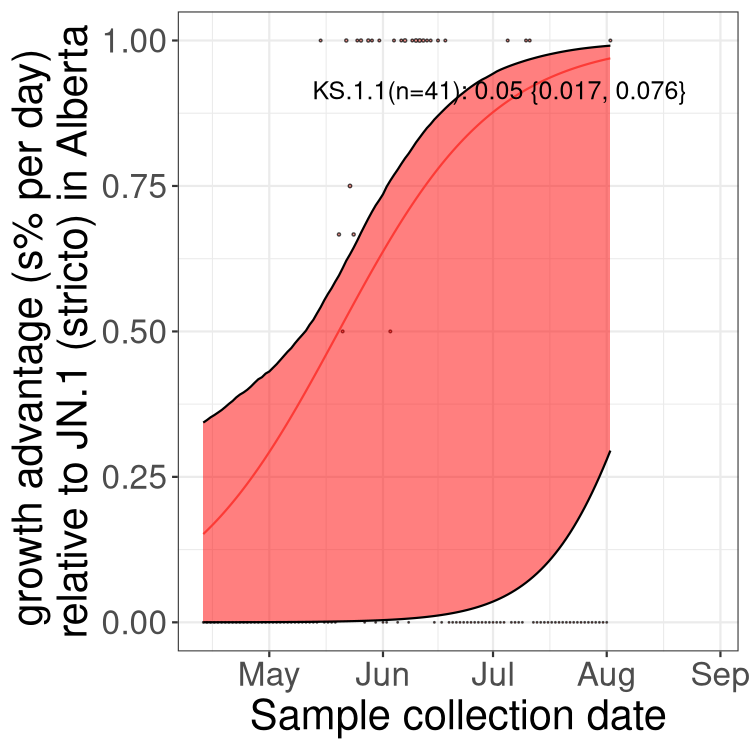 growth advantage (s% per day)
relative to JN.1 (stricto) in Alberta
1.00
0.75
0.50
0.25
0.00
KS.1.1(n=41): 0.05 {0.017, 0.076}
May Jun Jul Aug Sep
Sample collection date